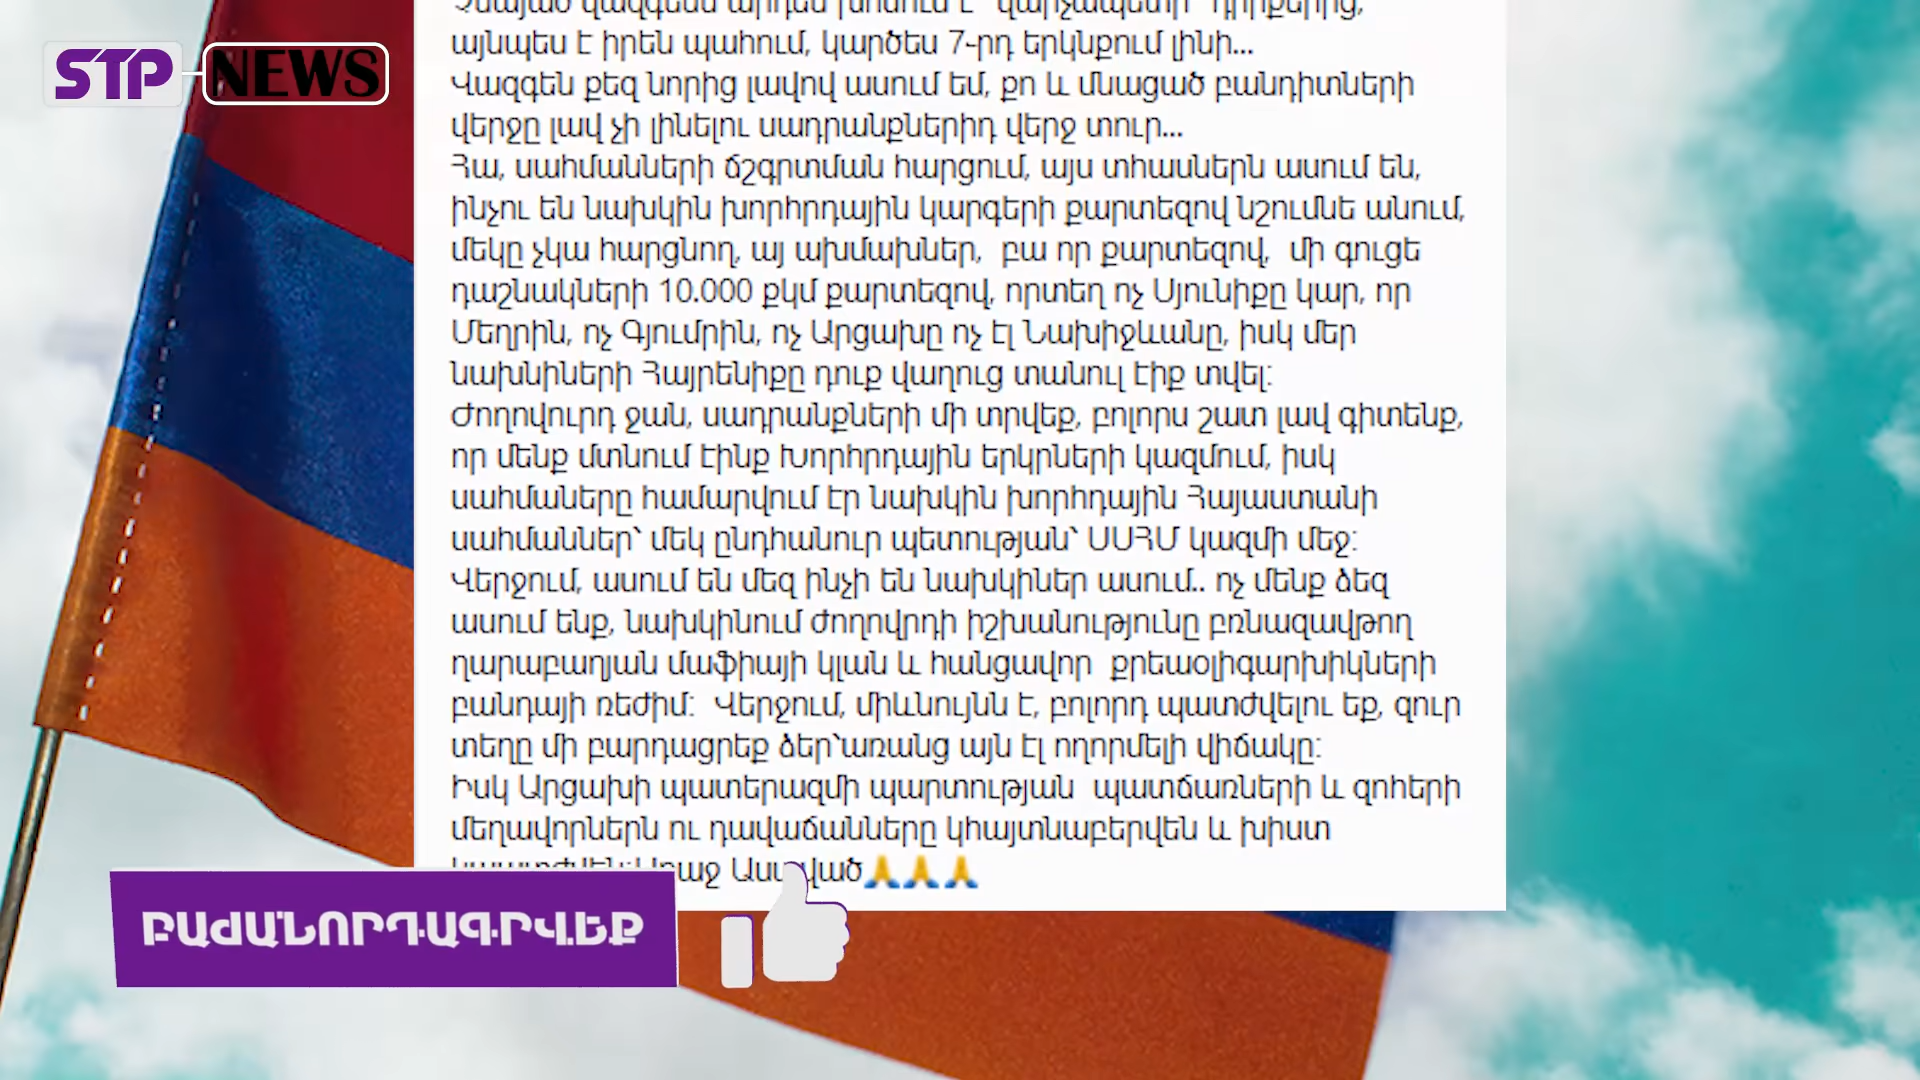 STP NEWS
այնպես է իրեն պահում, կարծես 7-րդ երկնքում լինի...
Վազգեն քեզ նորից լավով ասում եմ, քո և մնացած բանդիտների
վերջը լավ չի լինելու սադրանքներիդ վերջ տուր...
Հա, սահմանների ճշգրտման հարցում, այս տհասներն ասում են,
ինչու են նախկին խորհրդային կարգերի քարտեզով նշումնե անում,
մեկը չկա հարցնող, այ ախմախներ, բա որ քարտեզով, մի գուցե
դաշնակների 10.000 քկմ քարտեզով, որտեղ ոչ Սյունիքը կար, որ
Մեղրին, ոչ Գյումրին, ոչ Արցախը ոչ էլ Նախիջևանը, իսկ մեր
նախնիների Հայրենիքը դուք վաղուց տանուլ էիք տվել:
Ժողովուրդ ջան, սադրանքների մի տրվեք, բոլորս շատ լավ գիտենք,
որ մենք մտնում էինք Խորհրդային երկրների կազմում, իսկ
սահմաները համարվում էր նախկին խորհդային Հայաստանի
սահմաններ՝ մեկ ընդհանուր պետության՝ ՍՍՀՄ կազմի մեջ:
Վերջում, ասում են մեզ ինչի են նախկիներ ասում.. ոչ մենք ձեզ
ասում ենք, նախկինում ժողովրդի իշխանությունը բռնազավթող
ղարաբաղյան մաֆիայի կլան և հանցավոր քրեաօլիգարխիկների
բանդայի ռեժիմ: Վերջում, միևնույնն է, բոլորդ պատժվելու եք, զուր
տեղը մի բարդացրեք ձեր՝առանց այն էլ ողորմելի վիճակը:
Իսկ Արցախի պատերազմի պարտության պատճառների և զոհերի
մեղավորներն ու դավաճանները կհայտնաբերվեն և խիստ
🙏🙏🙏
ԲԱԺԱՆՈՐԴԱԳՐՎԵՔ